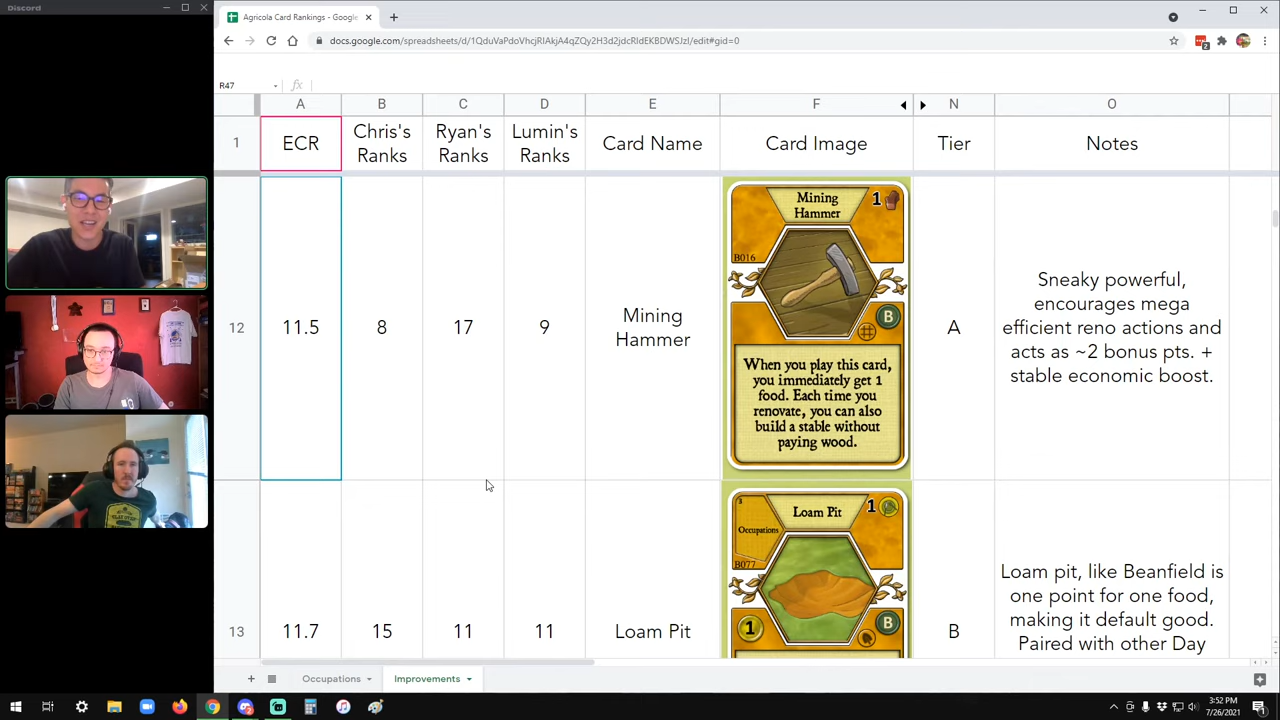 Discord
Agricola Card Rankings - Google
docs.google.com/spreadsheets/d/1QduVaPdoVhcjRIAkjA4qZQy2H3d2jdcRIdEKBDWSJzI/edit#gid=0
R47
fx
A B C D E F N O
1 ECR Chris's Ranks Ryan's Ranks Lumin's Ranks Card Name Card Image Tier Notes
12 11.5 8 17 9
Mining
Hammer
Mining
Hammer
1
B016
B
When you play this card,
you immediately get 1
food. Each time you
renovate, you can also
build a stable without
paying wood.
A
Sneaky powerful,
encourages mega
efficient reno actions and
acts as ~2 bonus pts. +
stable economic boost.
13 11.7 15 11 11 Loam Pit
3
Occupations
Loam Pit
1
B077
1
B
B
Loam pit, like Beanfield is
one point for one food,
making it default good.
Paired with other Day
Occupations
Improvements
3:52 PM
7/26/2021